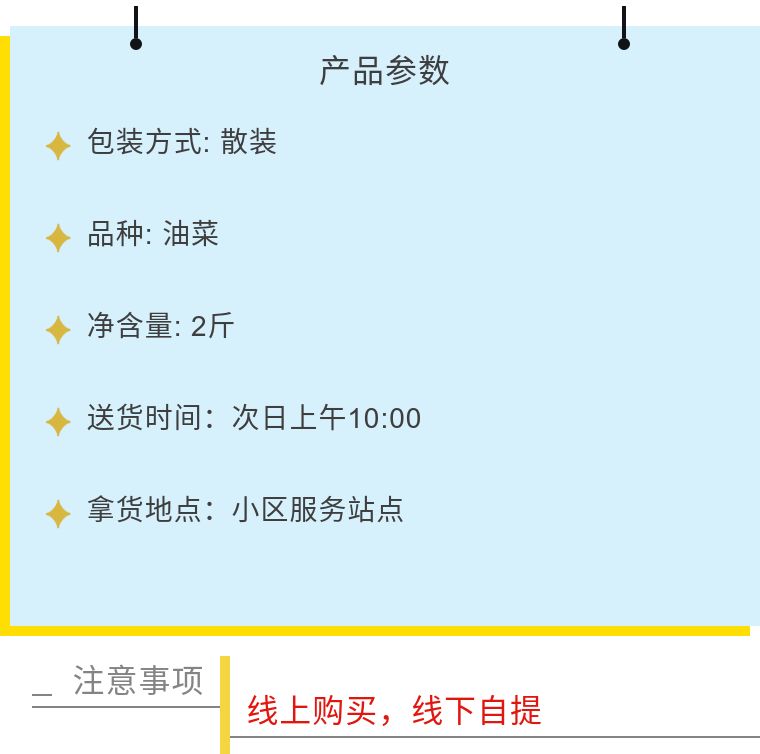 产品参数
包装方式: 散装
品种: 油菜
净含量: 2斤
送货时间：次日上午10:00
拿货地点：小区服务站点
注意事项
线上购买，线下自提